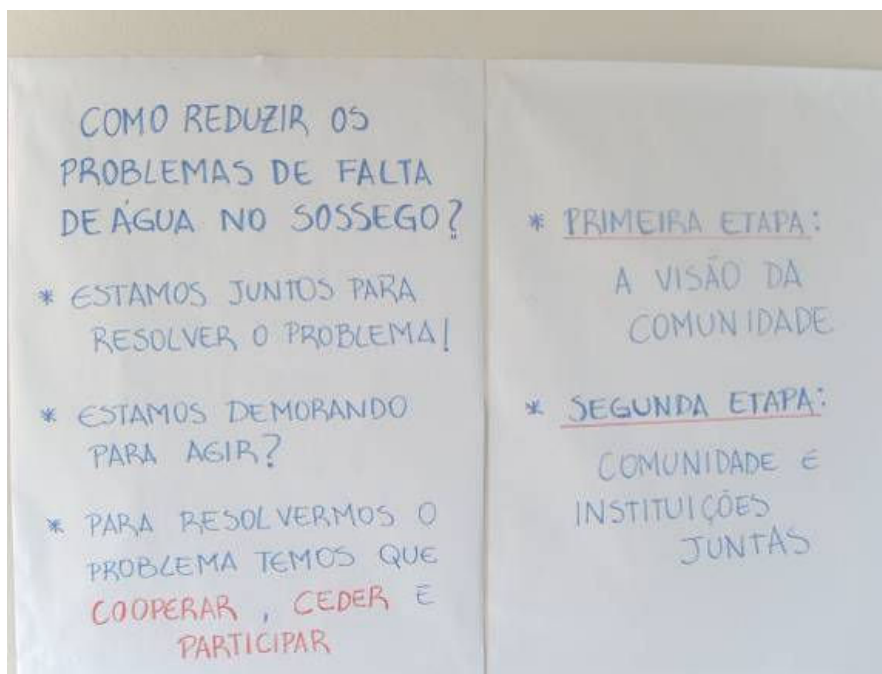 COMO REDUZIR OS
PROBLEMAS DE FALTA
DE ÁGUA NO SOSSEGO?
* ESTAMOS JUNTOS PARA
RESOLVER O PROBLEMA!
* ESTAMOS DEMORANDO
PARA AGIR?
* PARA RESOLVERMOS O
PROBLEMA TEMOS QUE
COOPERAR, CEDER E
PARTICIPAR
* PRIMEIRA ETAPA:
A VISÃO DA
COMUNIDADE
* SEGUNDA ETAPA:
COMUNIDADE E
INSTITUIÇÕES
JUNTAS